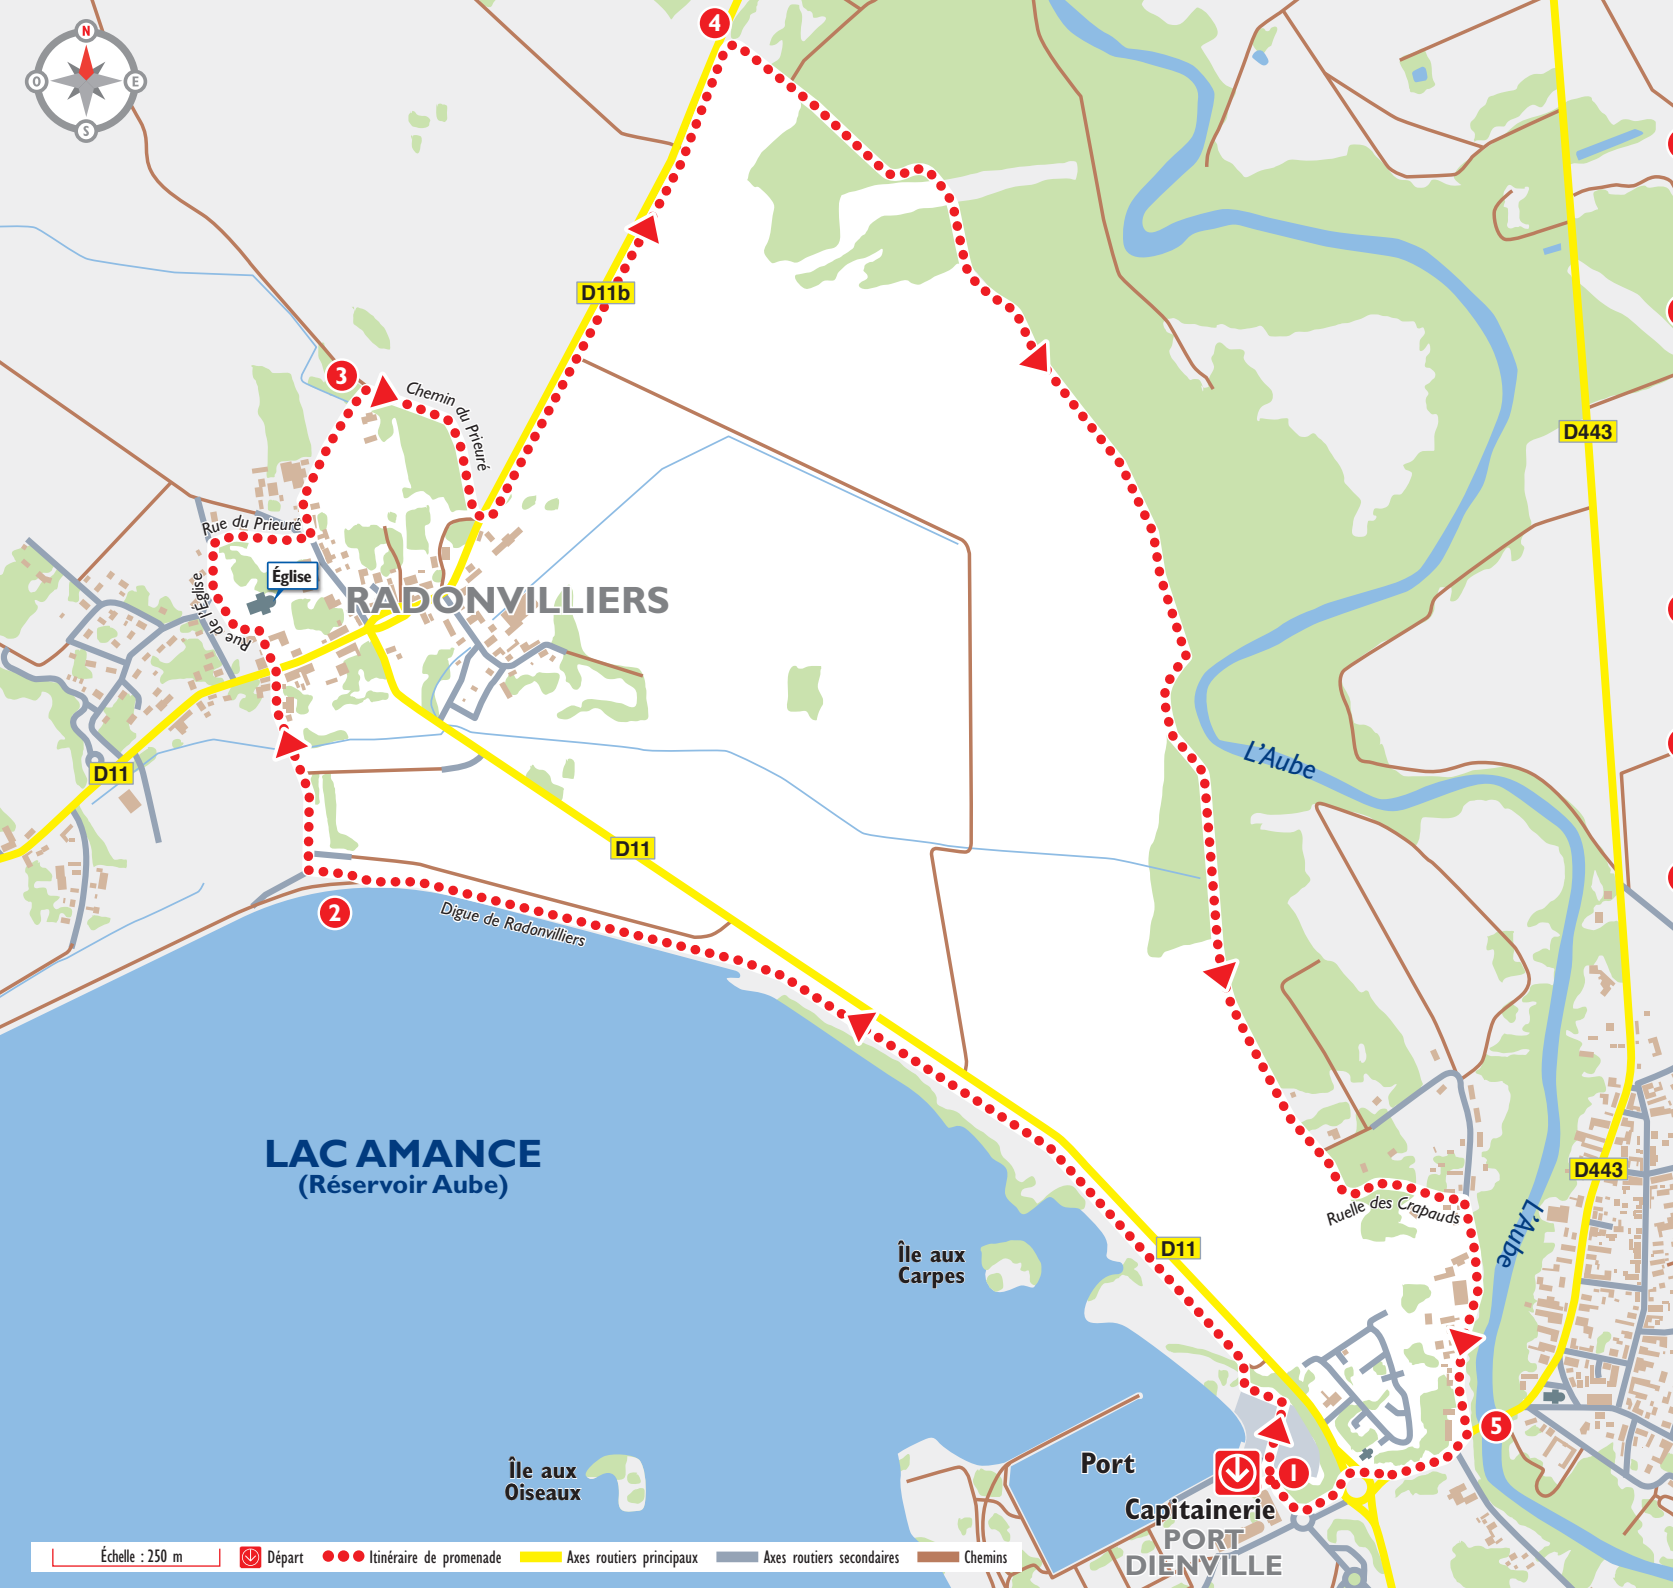 N
O
E
S
4
D11b
3
Chemin du Prieuré
D443
Rue du Prieuré
Église
Rue de l'Église
RADONVILLIERS
L'Aube
D11
D11
2
Digue de Radonvilliers
LAC AMANCE
(Réservoir Aube)
D443
Ruelle des Crapauds
L'Aube
D11
Île aux
Carpes
5
Port
1
Île aux
Oiseaux
Capitainerie
PORT
DIENVILLE
Échelle : 250 m
Départ
Itinéraire de promenade
Axes routiers principaux
Axes routiers secondaires
Chemins